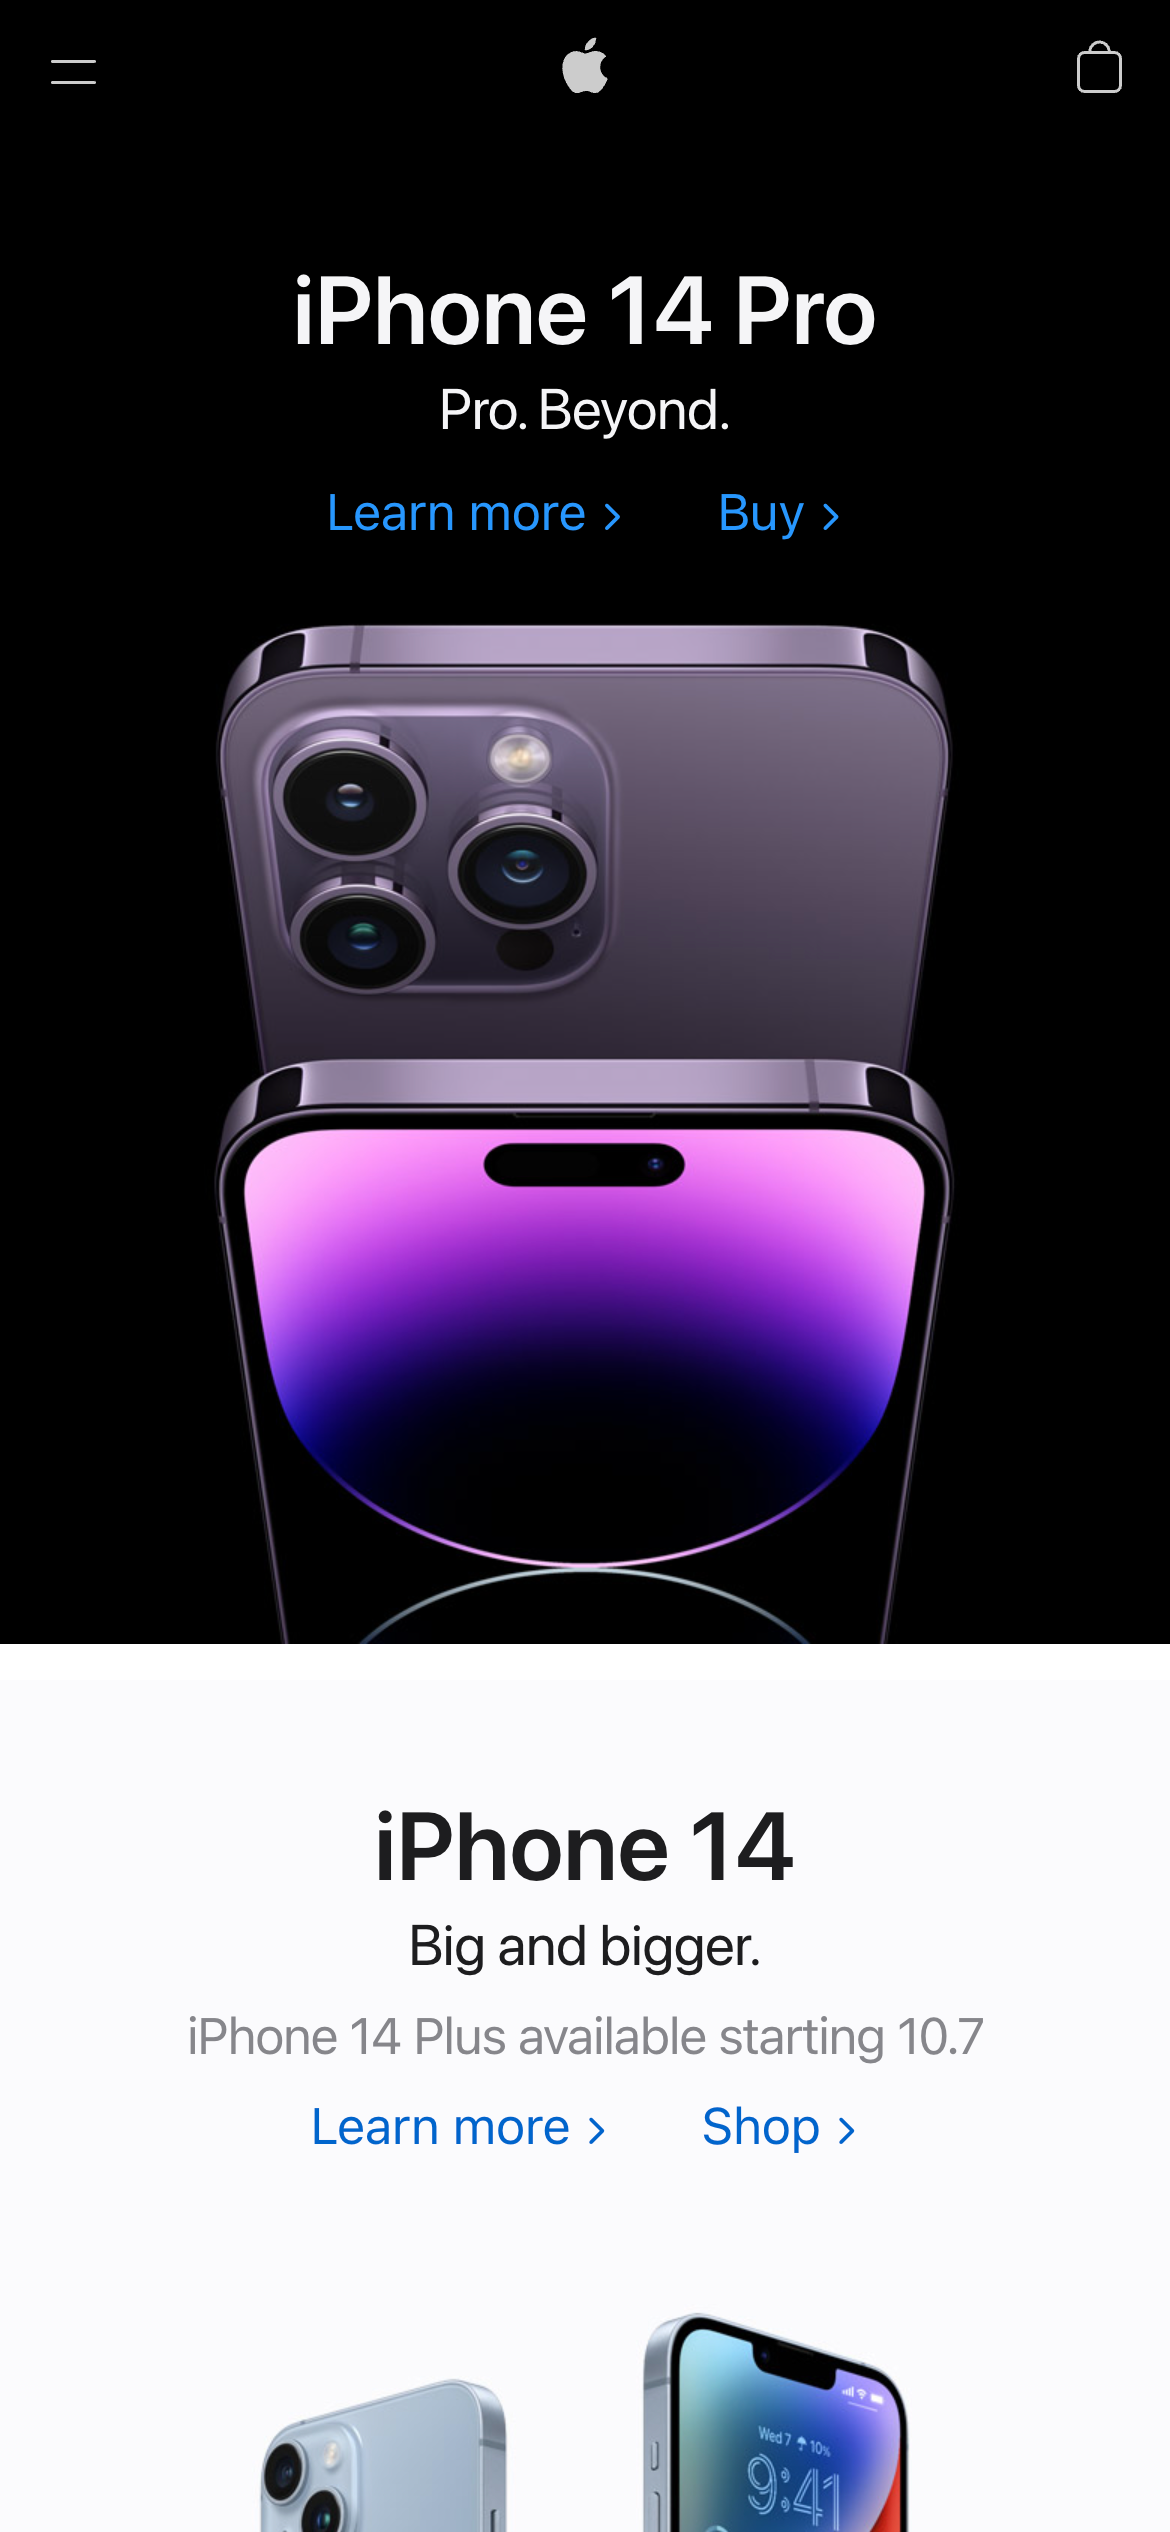 iPhone 14 Pro
Pro. Beyond.
Learn more > Buy >
iPhone 14
Big and bigger.
iPhone 14 Plus available starting 10.7
Learn more > Shop >
Wed 7 10%
9:41